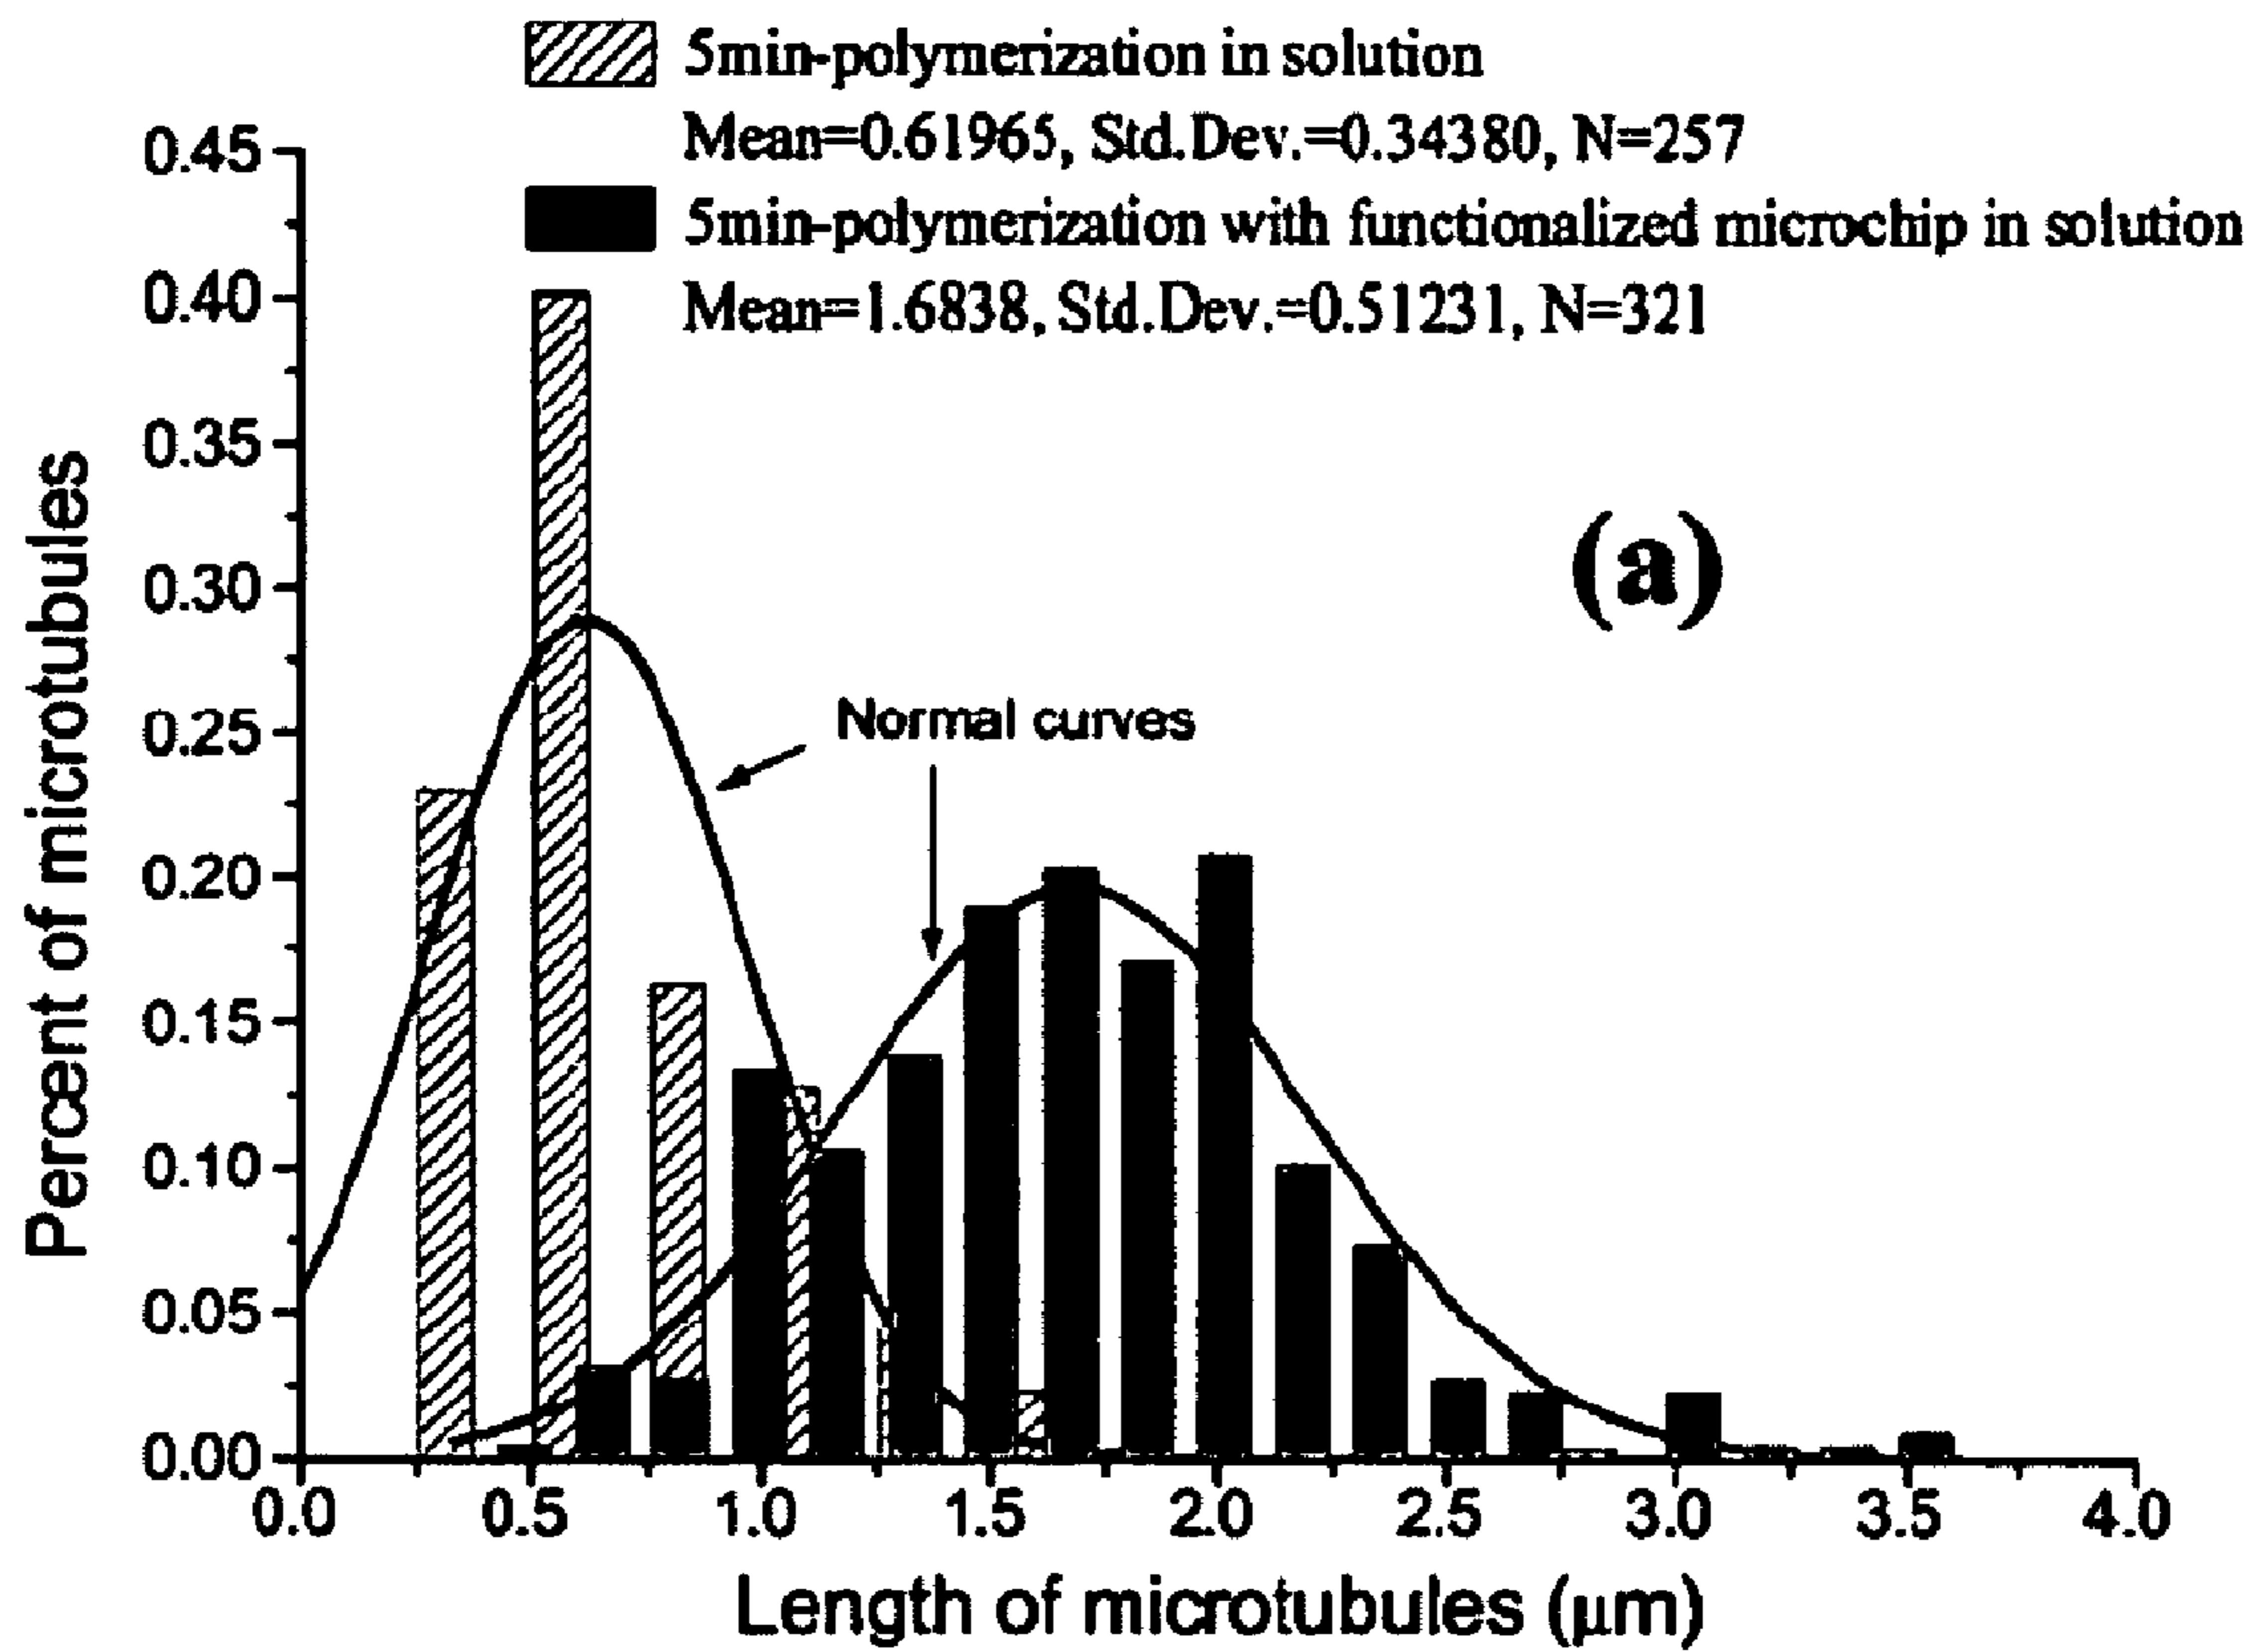 5min-polymerization in solution
Mean=0.61965, Std.Dev.=0.34380, N=257
5min-polymerization with functionalized microchip in solution
Mean=1.6838, Std.Dev.=0.51231, N=321
0.45
0.40
0.35
0.30
0.25
0.20
0.15
0.10
0.05
0.00
Percent of microtubules
(a)
Normal curves
0.0 0.5 1.0 1.5 2.0 2.5 3.0 3.5 4.0
Length of microtubules (μm)